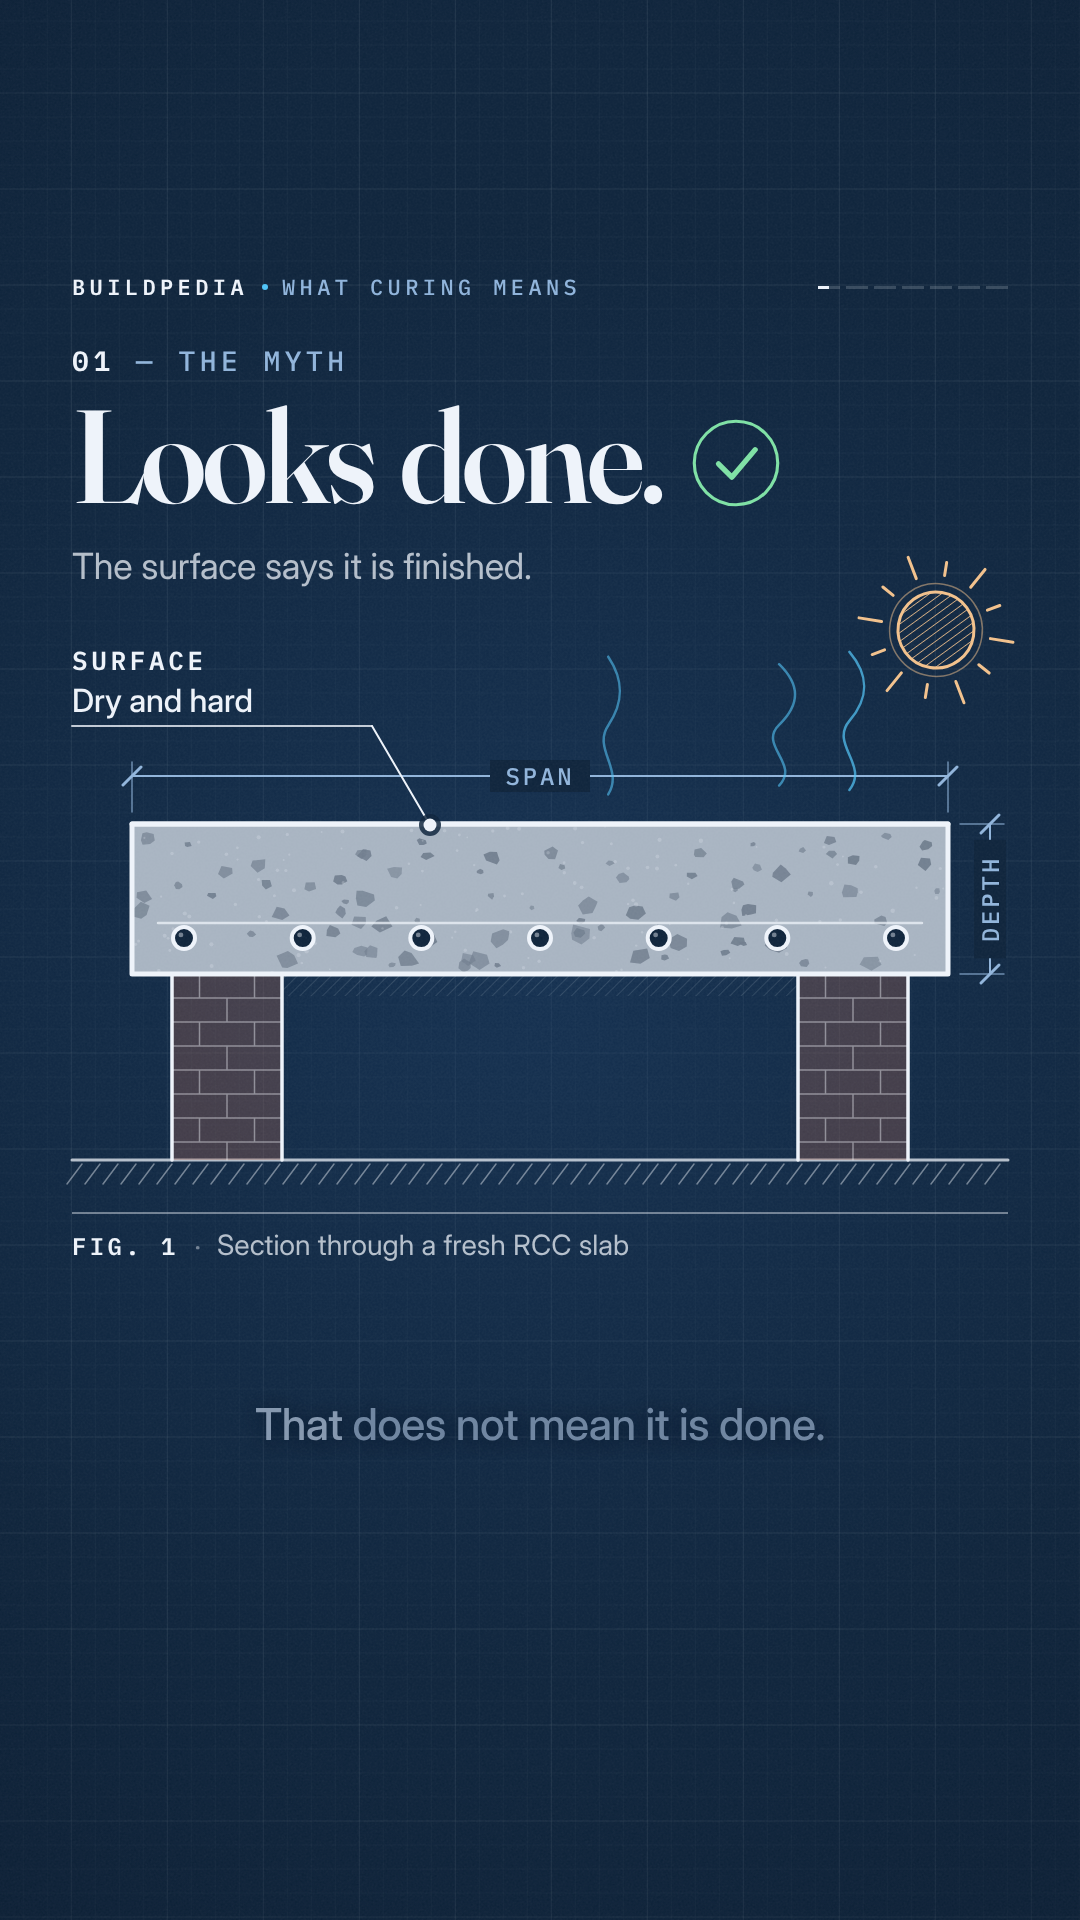 BUILDPEDIA • WHAT CURING MEANS
01 — THE MYTH
Looks done.
The surface says it is finished.
SURFACE
Dry and hard
SPAN
DEPTH
FIG. 1 · Section through a fresh RCC slab
That does not mean it is done.